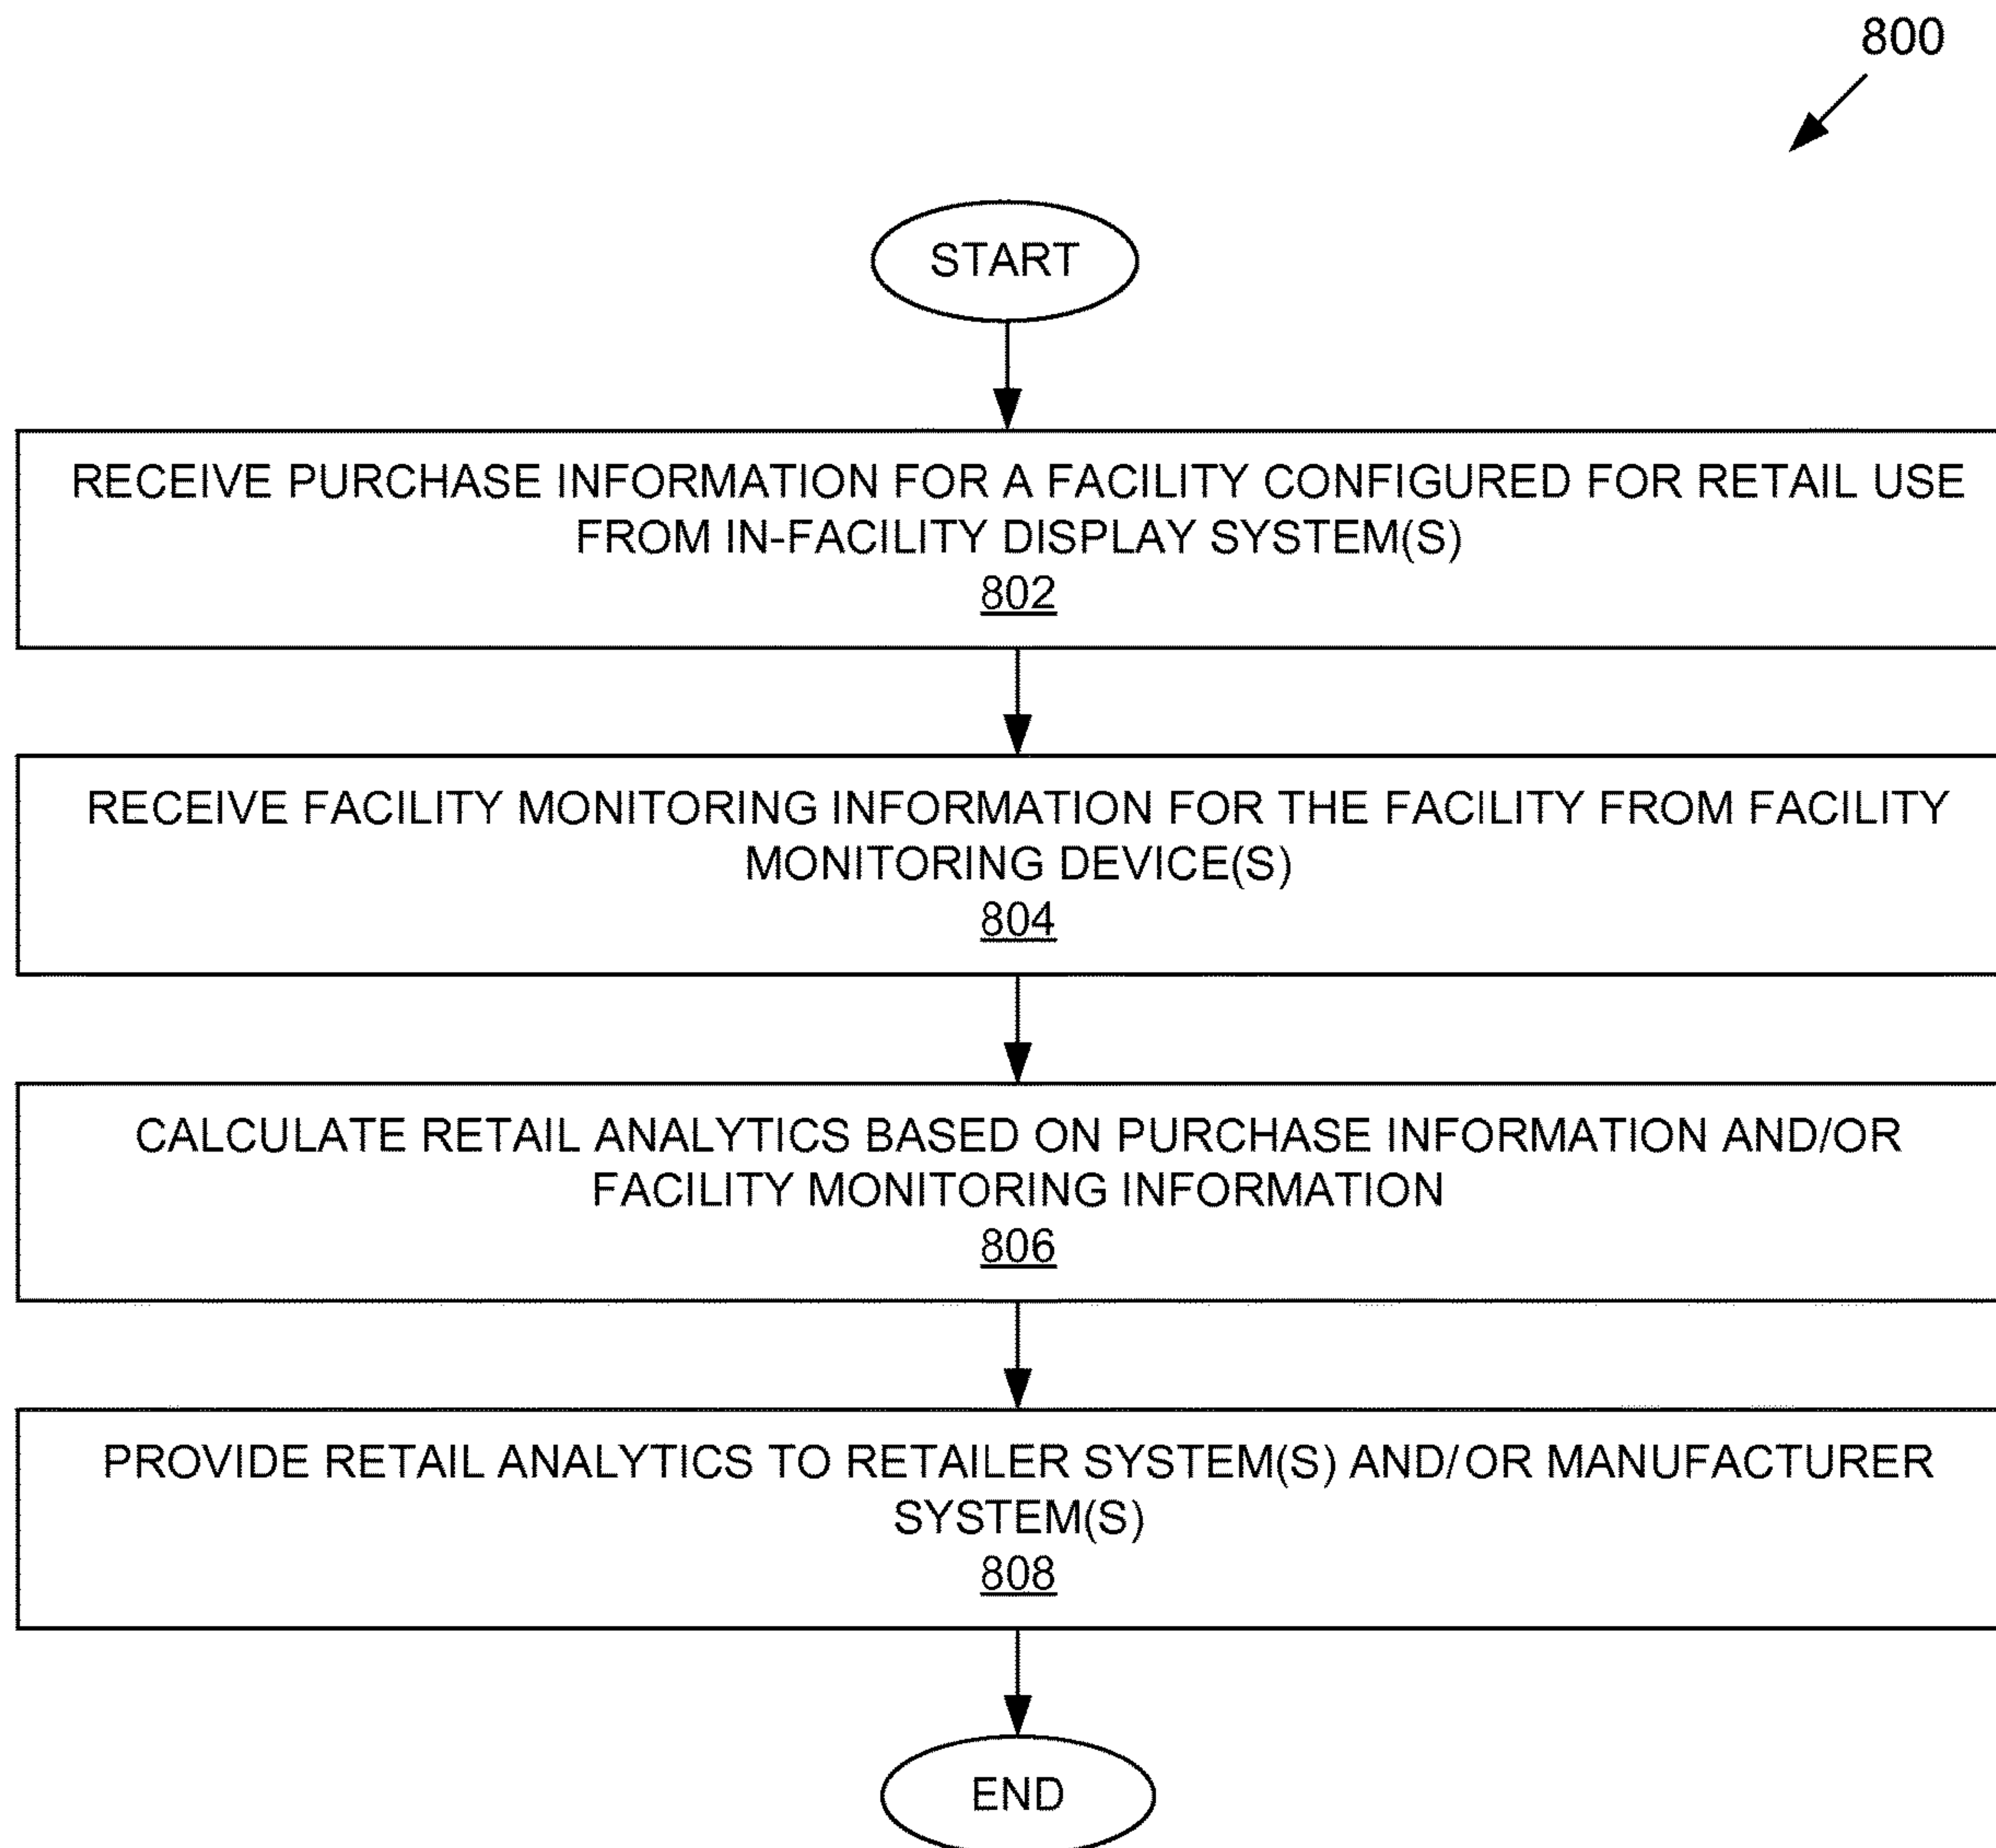 800
START
RECEIVE PURCHASE INFORMATION FOR A FACILITY CONFIGURED FOR RETAIL USE
FROM IN-FACILITY DISPLAY SYSTEM(S)
802
RECEIVE FACILITY MONITORING INFORMATION FOR THE FACILITY FROM FACILITY
MONITORING DEVICE(S)
804
CALCULATE RETAIL ANALYTICS BASED ON PURCHASE INFORMATION AND/OR
FACILITY MONITORING INFORMATION
806
PROVIDE RETAIL ANALYTICS TO RETAILER SYSTEM(S) AND/OR MANUFACTURER
SYSTEM(S)
808
END